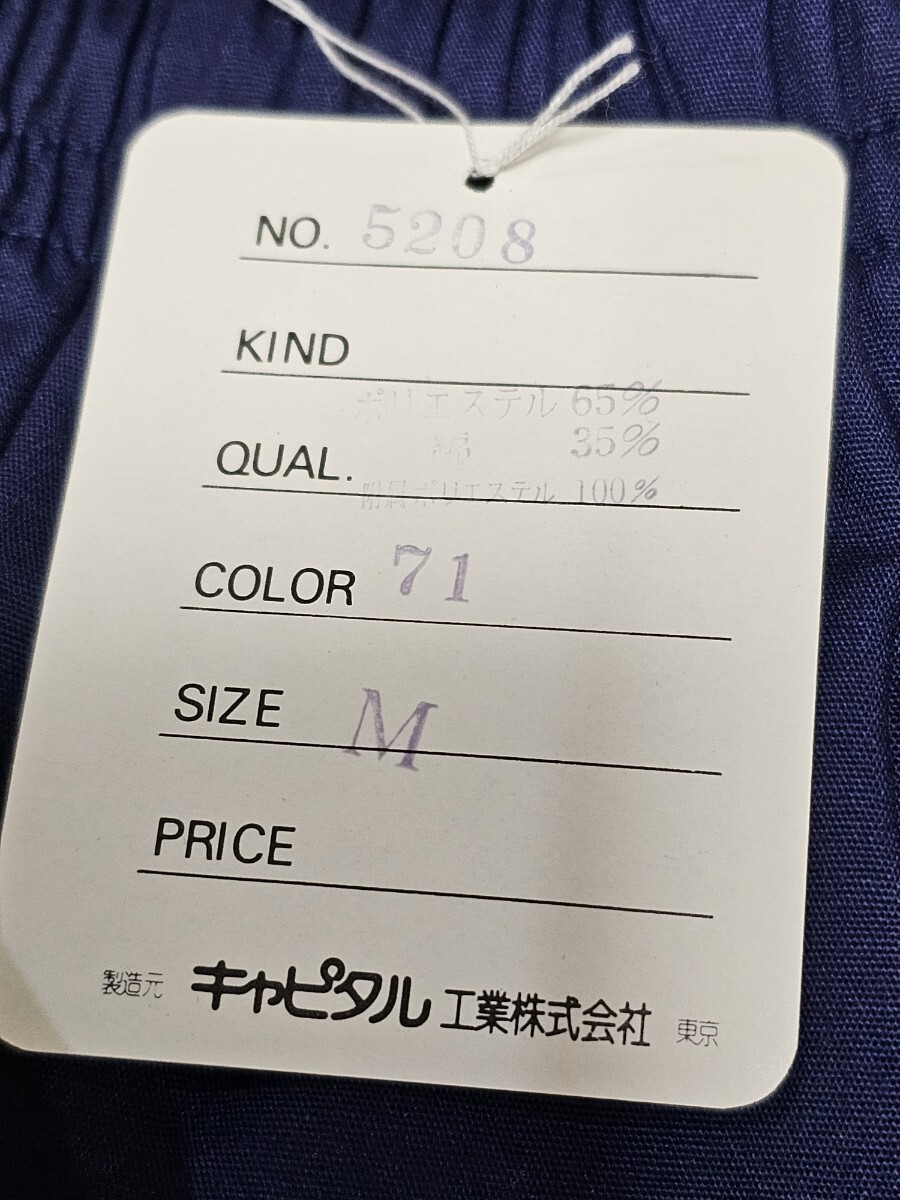 NO. 5208
KIND
ポリエステル 65%
綿 35%
QUAL.
附属ポリエステル 100%
COLOR 71
SIZE M
PRICE
製造元 キャピタル工業株式会社 東京